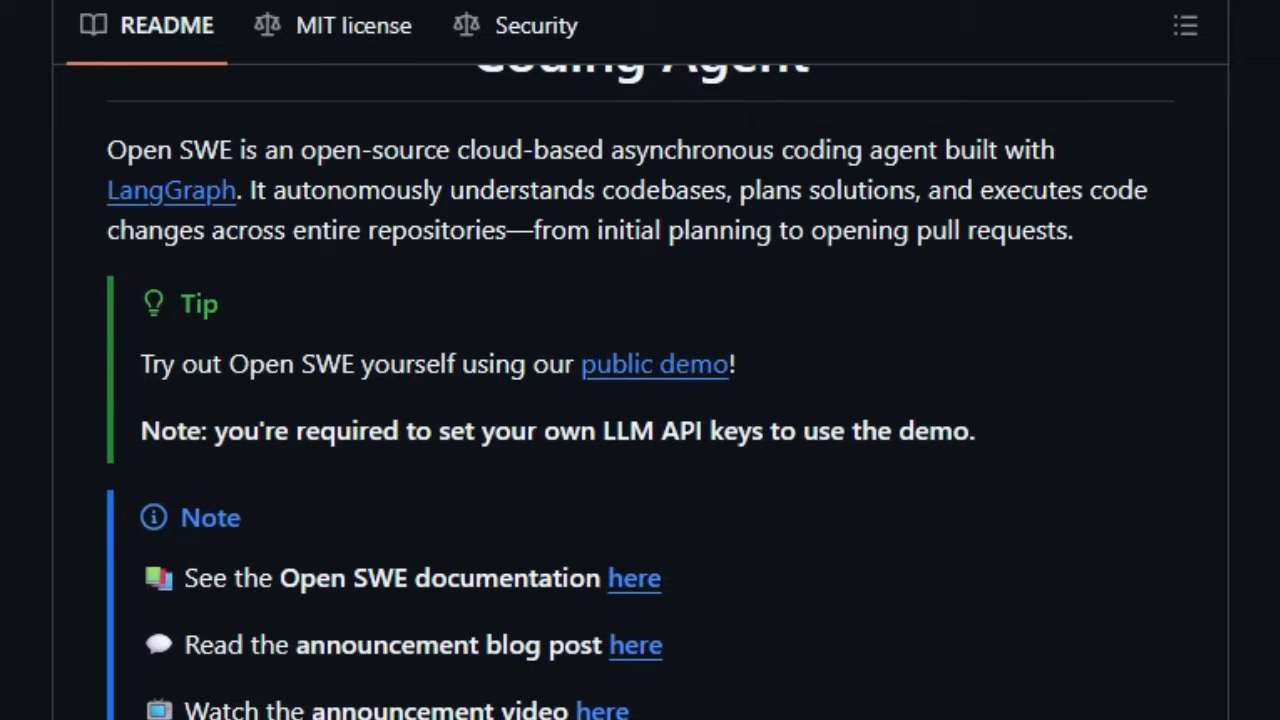 README
MIT license
Security
Coding Agent
Open SWE is an open-source cloud-based asynchronous coding agent built with
LangGraph. It autonomously understands codebases, plans solutions, and executes code
changes across entire repositories—from initial planning to opening pull requests.
Tip
Try out Open SWE yourself using our public demo!
Note: you're required to set your own LLM API keys to use the demo.
Note
📚 See the Open SWE documentation here
💬 Read the announcement blog post here
📺 Watch the announcement video here